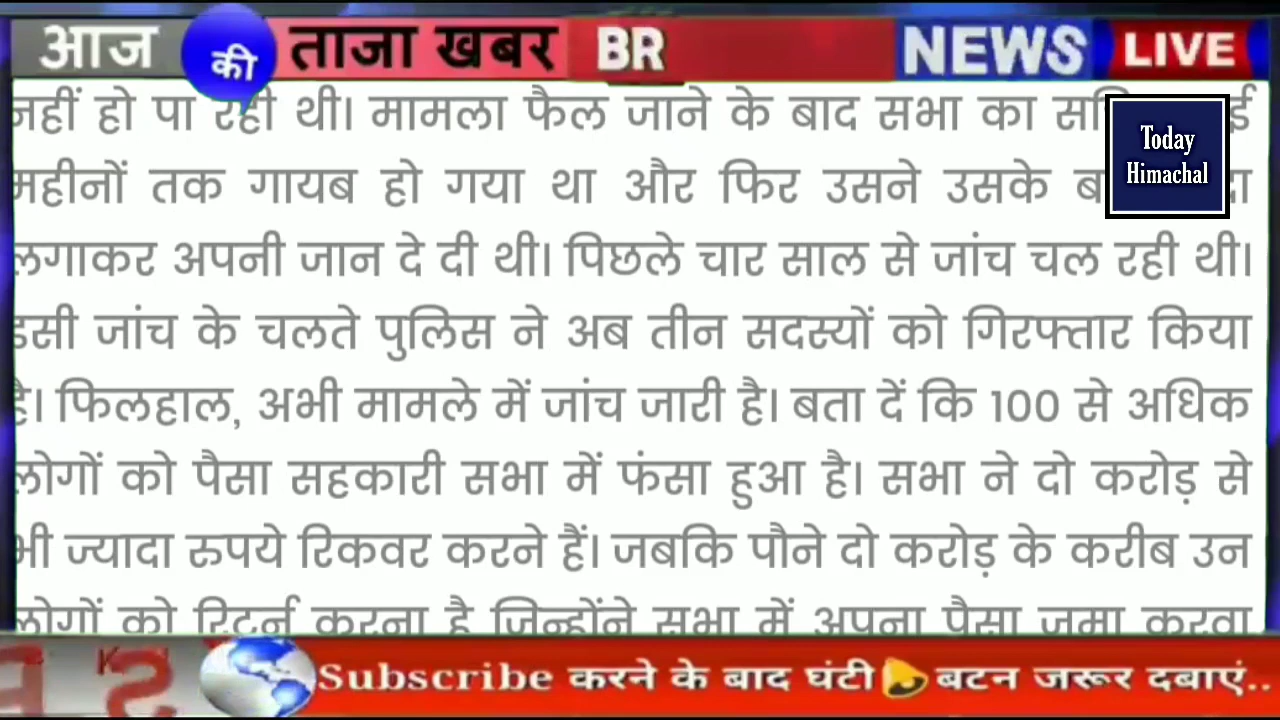 आज की ताजा खबर BR NEWS LIVE
नहीं हो पा रही थी। मामला फैल जाने के बाद सभा का
Today
Himachal
महीनों तक गायब हो गया था और फिर उसने उसके
लगाकर अपनी जान दे दी थी। पिछले चार साल से जांच चल रही थी।
इसी जांच के चलते पुलिस ने अब तीन सदस्यों को गिरफ्तार किया
है। फिलहाल, अभी मामले में जांच जारी है। बता दें कि 100 से अधिक
लोगों को पैसा सहकारी सभा में फंसा हुआ है। सभा ने दो करोड़ से
भी ज्यादा रुपये रिकवर करने हैं। जबकि पौने दो करोड़ के करीब उन
लोगों को रिटर्न करना है जिन्होंने सभा में अपना पैसा जमा करवा
Subscribe करने के बाद घंटी बटन जरूर दबाएं..